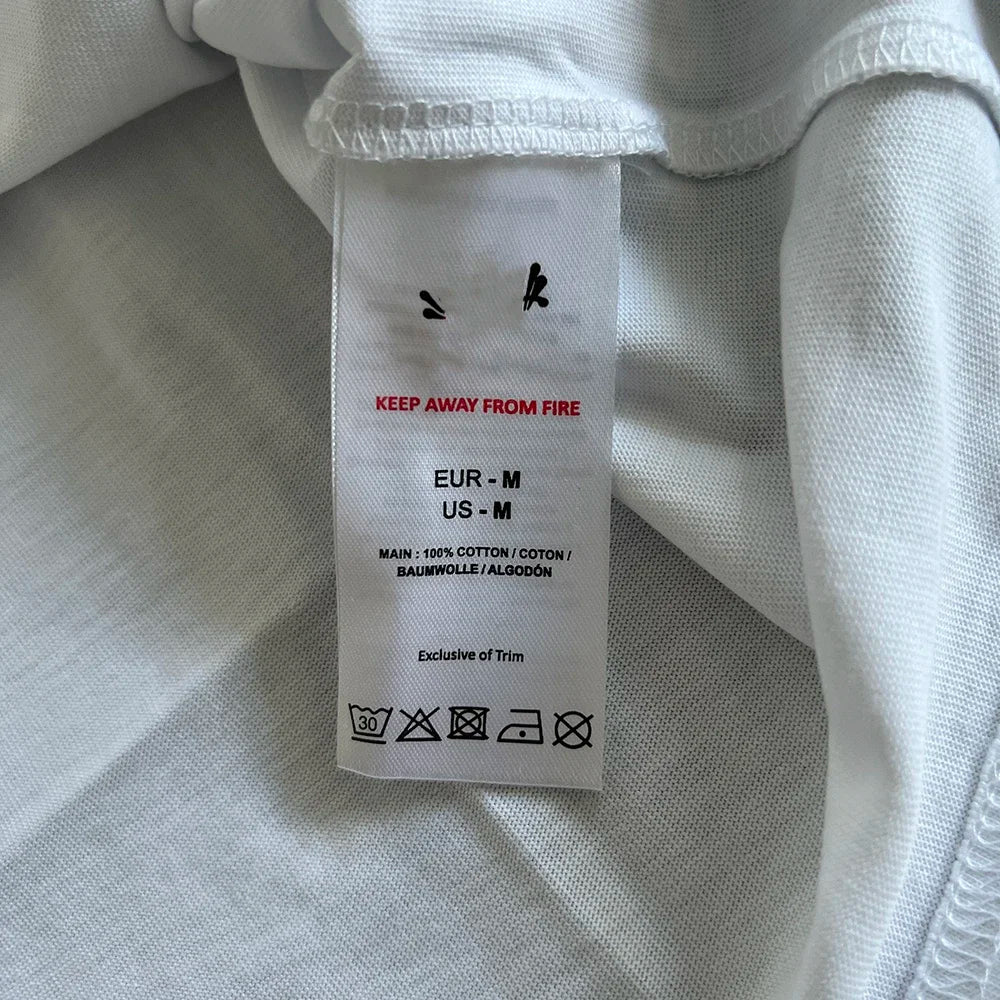 KEEP AWAY FROM FIRE
EUR - M
US - M
MAIN : 100% COTTON / COTON /
BAUMWOLLE / ALGODÓN
Exclusive of Trim
30